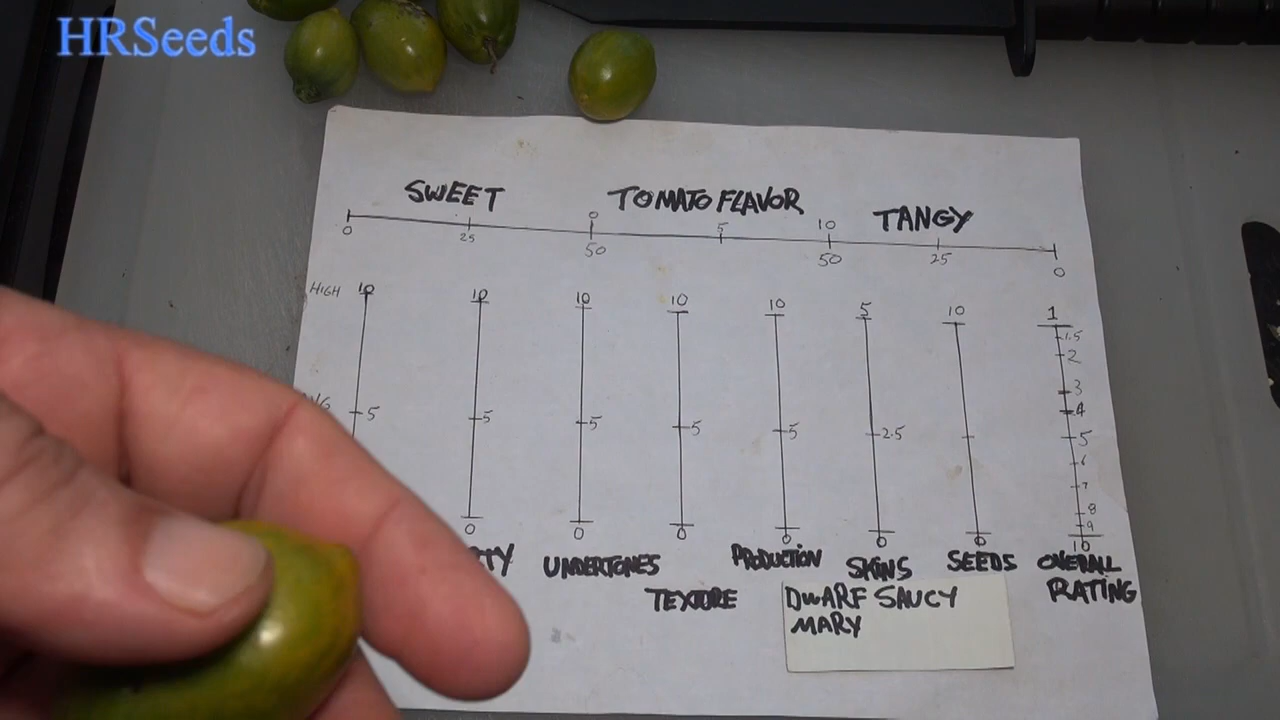 HRSeeds
SWEET TOMATO FLAVOR TANGY
0 5 10
0 25 50 50 25 0
HIGH 10 10 10 10 10 5 10 1
1.5
2
3
4
5 5 5 5 5 2.5 5
6
7
8
9
0 0 0 0 0 0 10
UNDERTONES PRODUCTION SKINS SEEDS OVERALL
TEXTURE RATING
DWARF SAUCY
MARY